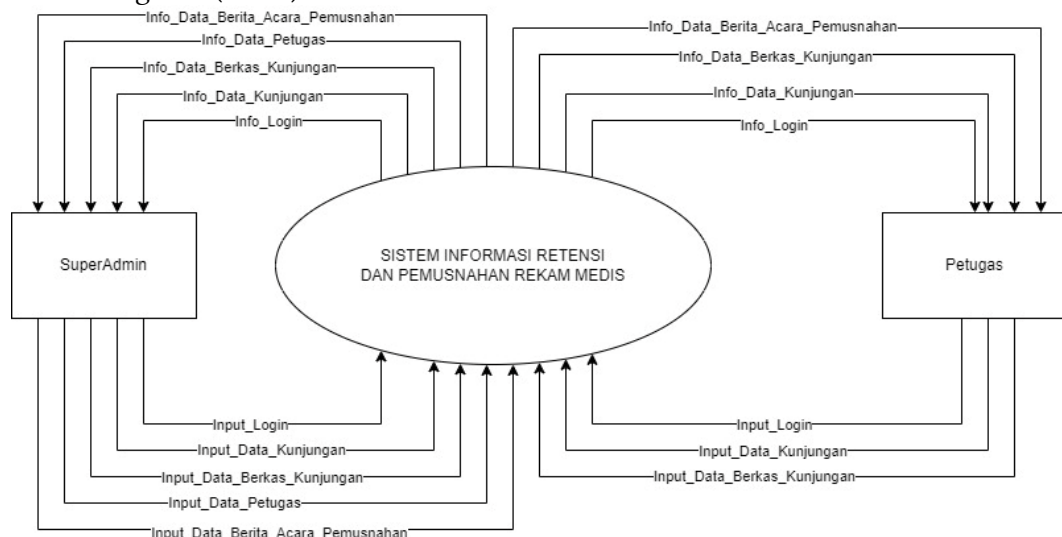 Info_Data_Berita_Acara_Pemusnahan
Info_Data_Petugas
Info_Data_Berkas_Kunjungan
Info_Data_Kunjungan
Info_Login
Info_Data_Berita_Acara_Pemusnahan
Info_Data_Berkas_Kunjungan
Info_Data_Kunjungan
Info_Login
SuperAdmin
SISTEM INFORMASI RETENSI
DAN PEMUSNAHAN REKAM MEDIS
Petugas
Input_Login
Input_Data_Kunjungan
Input_Data_Berkas_Kunjungan
Input_Data_Petugas
Input_Data_Berita_Acara_Pemusnahan
Input_Login
Input_Data_Kunjungan
Input_Data_Berkas_Kunjungan